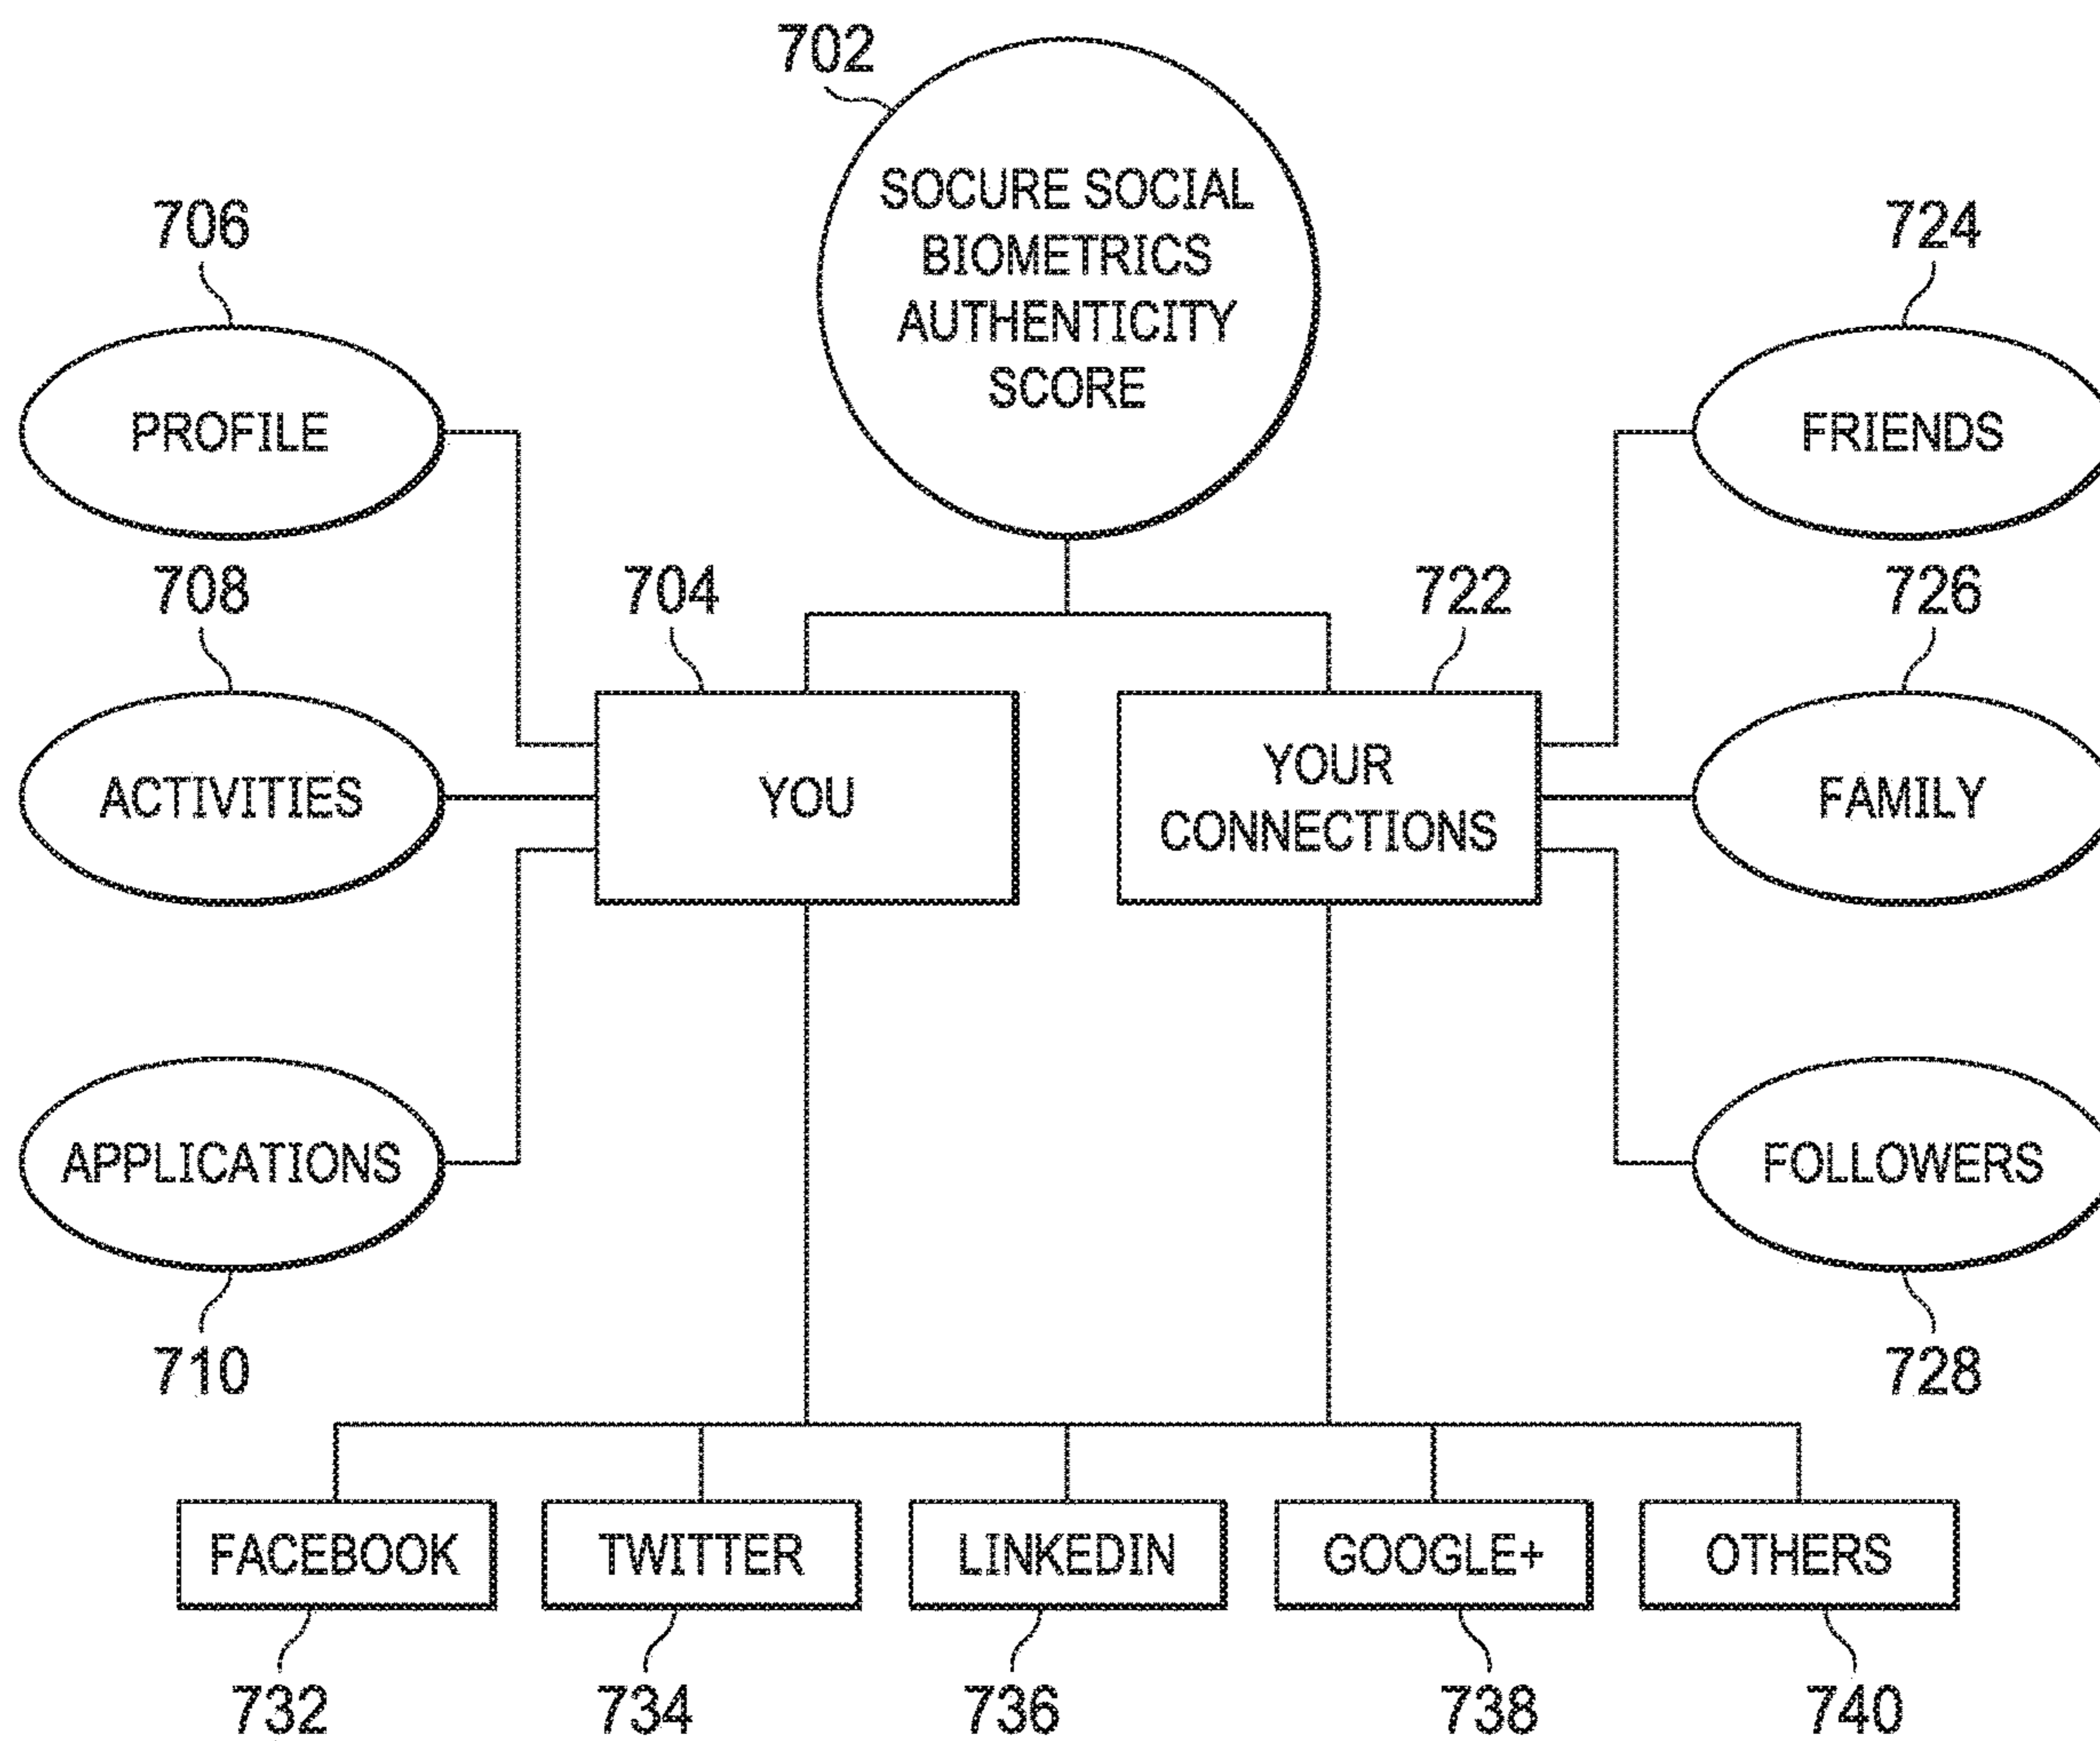 702
SOCURE SOCIAL
BIOMETRICS
AUTHENTICITY
SCORE
706
PROFILE
724
FRIENDS
708
ACTIVITIES
704
YOU
722
YOUR
CONNECTIONS
726
FAMILY
APPLICATIONS
710
FOLLOWERS
728
FACEBOOK
TWITTER
LINKEDIN
GOOGLE+
OTHERS
732
734
736
738
740